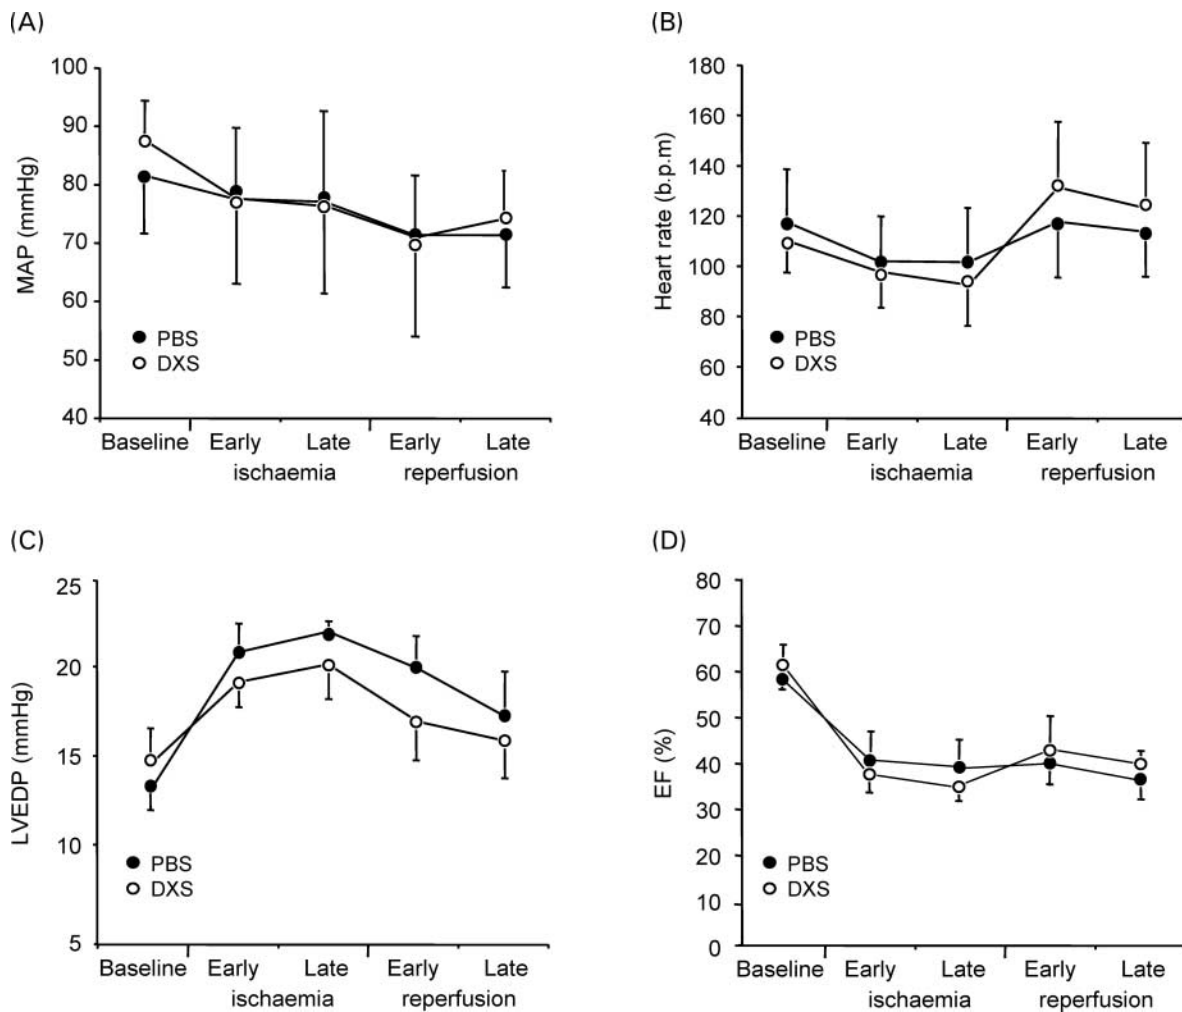 (A)
MAP (mmHg)
100
90
80
70
60
50
40
PBS
DXS
Baseline Early Late Early Late
ischaemia reperfusion
(B)
Heart rate (b.p.m)
180
160
140
120
100
80
60
40
PBS
DXS
Baseline Early Late Early Late
ischaemia reperfusion
(C)
LVEDP (mmHg)
25
20
15
10
5
PBS
DXS
Baseline Early Late Early Late
ischaemia reperfusion
(D)
EF (%)
80
70
60
50
40
30
20
10
0
PBS
DXS
Baseline Early Late Early Late
ischaemia reperfusion